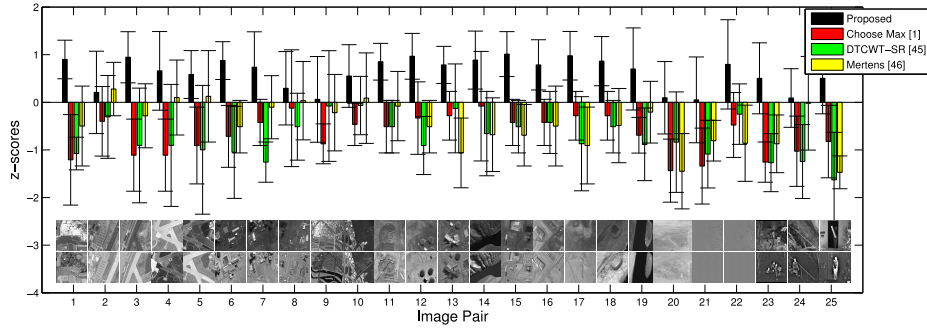 2
1
0
−1
−2
−3
−4
z-scores
Proposed
Choose Max [1]
DTCWT-SR [45]
Mertens [46]
1 2 3 4 5 6 7 8 9 10 11 12 13 14 15 16 17 18 19 20 21 22 23 24 25
Image Pair